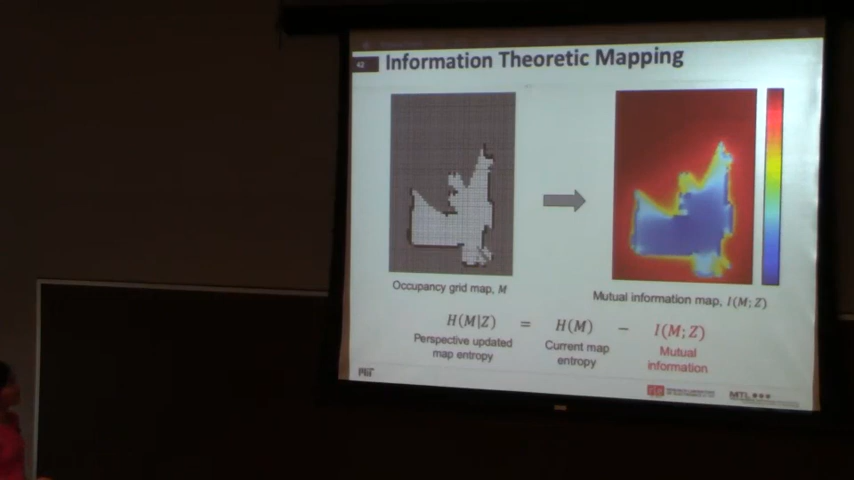 42
Information Theoretic Mapping
Occupancy grid map, M
Mutual information map, I(M; Z)
H(M|Z) = H(M) − I(M; Z)
Perspective updated
map entropy
Current map
entropy
Mutual
information
MIT
MTL